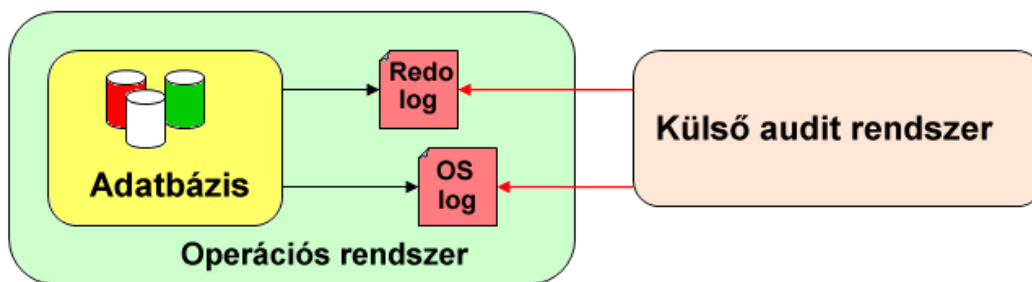 Redo
log
Külső audit rendszer
Adatbázis
OS
log
Operációs rendszer